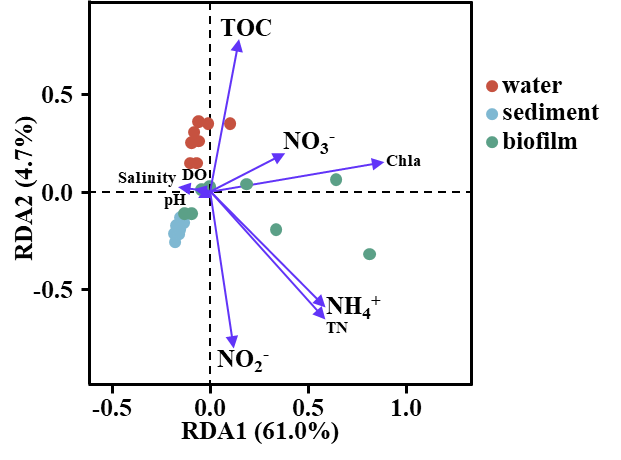 TOC
0.5
water
sediment
biofilm
NO₃⁻
Chla
Salinity
DO
0.0
pH
RDA2 (4.7%)
-0.5
NH₄⁺
TN
NO₂⁻
-0.5 0.0 0.5 1.0
RDA1 (61.0%)